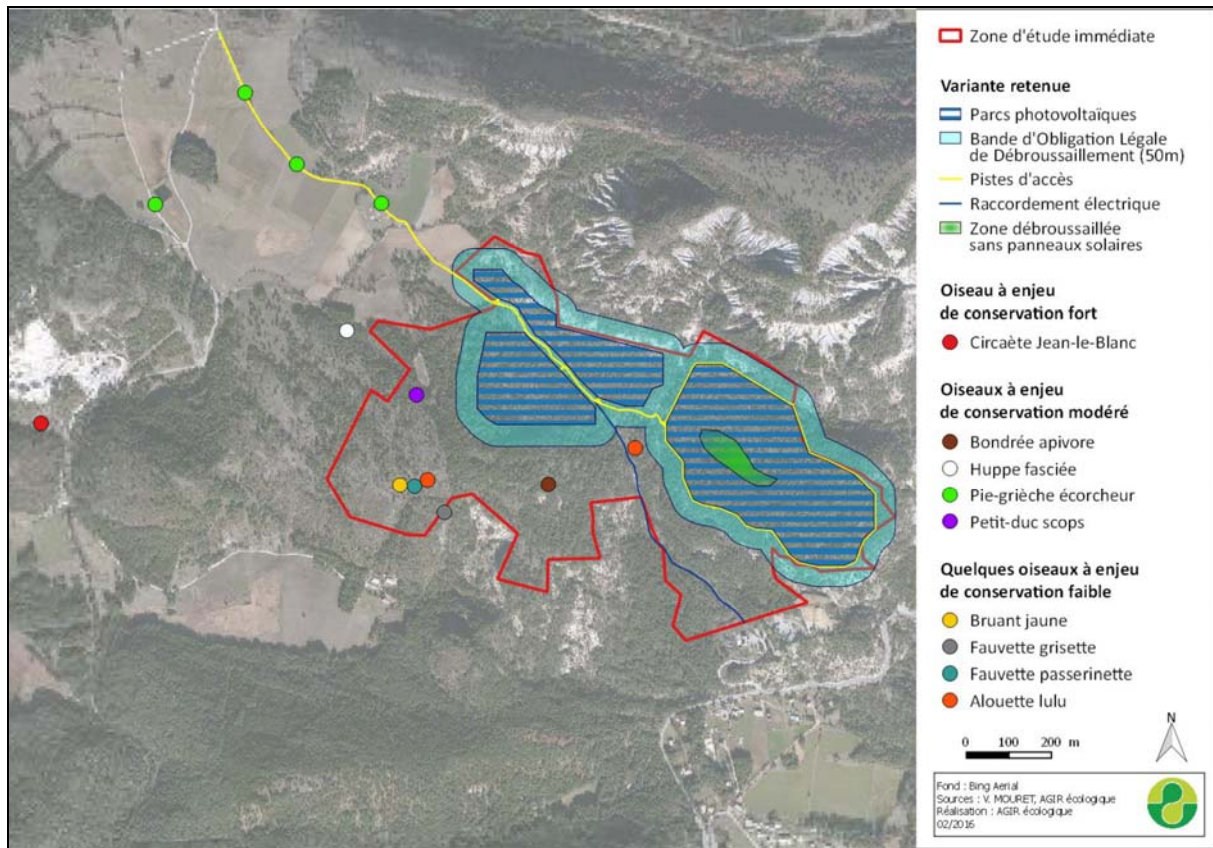 Zone d'étude immédiate
Variante retenue
Parcs photovoltaïques
Bande d'Obligation Légale
de Débroussaillement (50m)
Pistes d'accès
Raccordement électrique
Zone débroussaillée
sans panneaux solaires
Oiseau à enjeu
de conservation fort
Circaète Jean-le-Blanc
Oiseaux à enjeu
de conservation modéré
Bondrée apivore
Huppe fasciée
Pie-grièche écorcheur
Petit-duc scops
Quelques oiseaux à enjeu
de conservation faible
Bruant jaune
Fauvette grisette
Fauvette passerinette
Alouette lulu
N
0 100 200 m
Fond : Bing Aerial
Sources : V. MOURET, AGIR écologique
Réalisation : AGIR écologique
02/2016